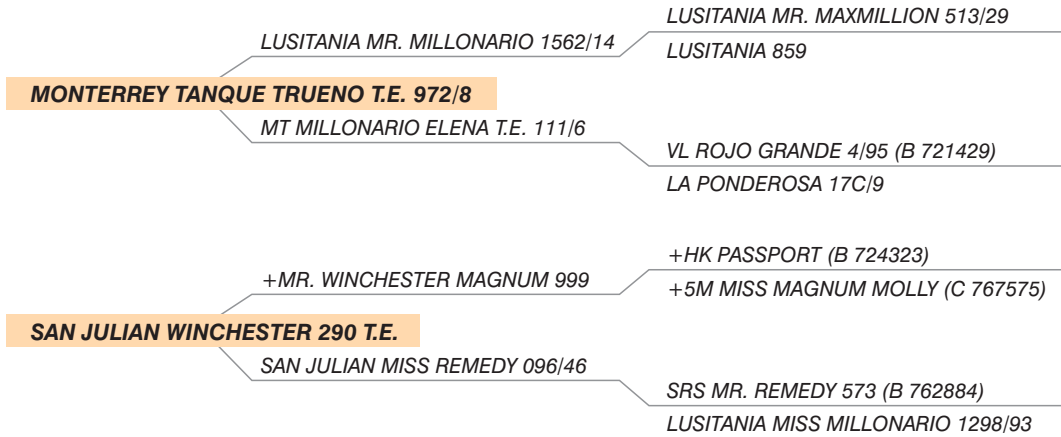 LUSITANIA MR. MAXMILLION 513/29
LUSITANIA MR. MILLONARIO 1562/14
LUSITANIA 859
MONTERREY TANQUE TRUENO T.E. 972/8
MT MILLONARIO ELENA T.E. 111/6
VL ROJO GRANDE 4/95 (B 721429)
LA PONDEROSA 17C/9
+HK PASSPORT (B 724323)
+MR. WINCHESTER MAGNUM 999
+5M MISS MAGNUM MOLLY (C 767575)
SAN JULIAN WINCHESTER 290 T.E.
SAN JULIAN MISS REMEDY 096/46
SRS MR. REMEDY 573 (B 762884)
LUSITANIA MISS MILLONARIO 1298/93